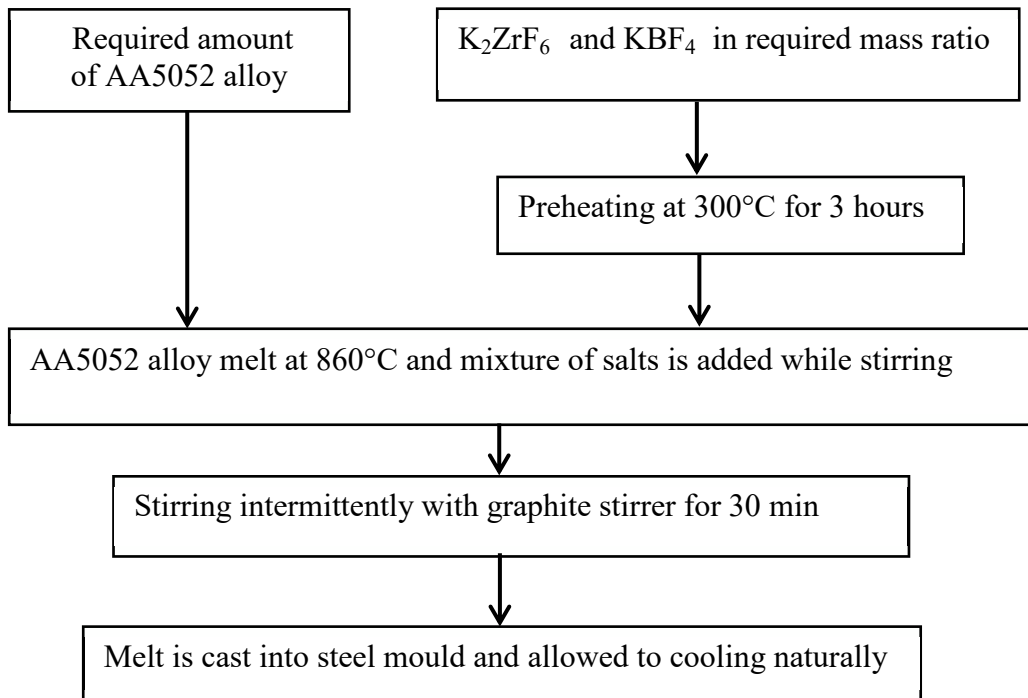 Required amount
of AA5052 alloy
K₂ZrF₆ and KBF₄ in required mass ratio
Preheating at 300°C for 3 hours
AA5052 alloy melt at 860°C and mixture of salts is added while stirring
Stirring intermittently with graphite stirrer for 30 min
Melt is cast into steel mould and allowed to cooling naturally